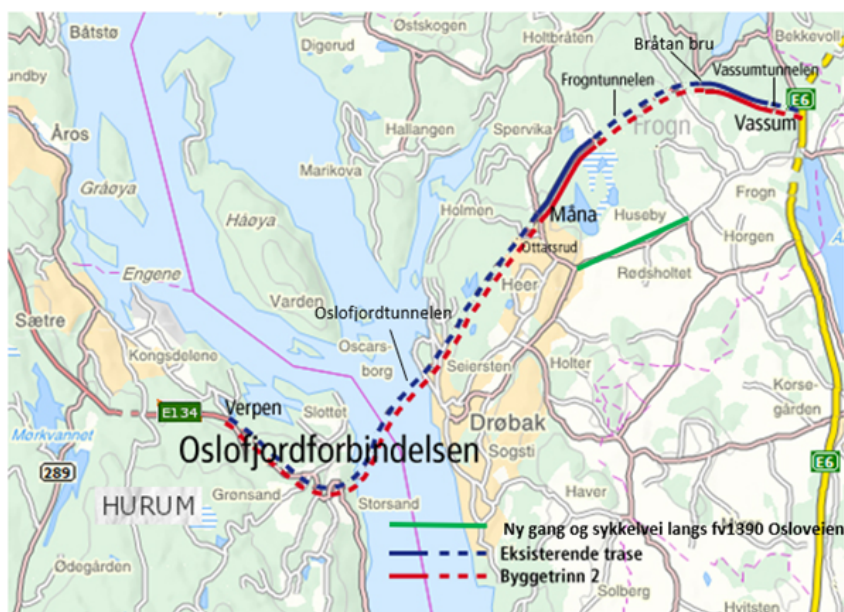 Båtstø
Østskogen
Bråtan bru
Bekkevoll
Digerud
Holtbråten
Vassumtunnelen
undby
Frogntunnelen
E6
Hallangen
Frogn
Vassum
Åros
Spervika
Marikova
Gråøya
Håøya
Holmen
Måna
Huseby
Frogn
Ottarsrud
Horgen
Engene
Heer
Rødsholtet
Varden
Oslofjordtunnelen
Sætre
Oscars-
borg
Kongsdelene
Seiersten
Holter
Korse-
gården
E134
Verpen
Slottet
Drøbak
Mørkvannet
Oslofjordforbindelsen
Sogsti
E6
289
Grønsand
Haver
HURUM
Storsand
Ny gang og sykkelvei langs fv1390 Osloveien
Eksisterende trase
Byggetrinn 2
Ødegården
Solberg
Hvitsten